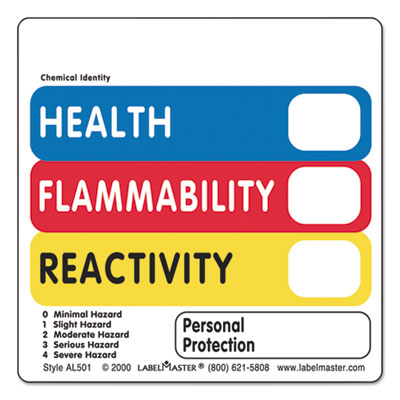 Chemical Identity
HEALTH
FLAMMABILITY
REACTIVITY
0 Minimal Hazard
1 Slight Hazard
2 Moderate Hazard
3 Serious Hazard
4 Severe Hazard
Personal
Protection
Style AL501 © 2000 LABELMASTER ® (800) 621-5808 www.labelmaster.com